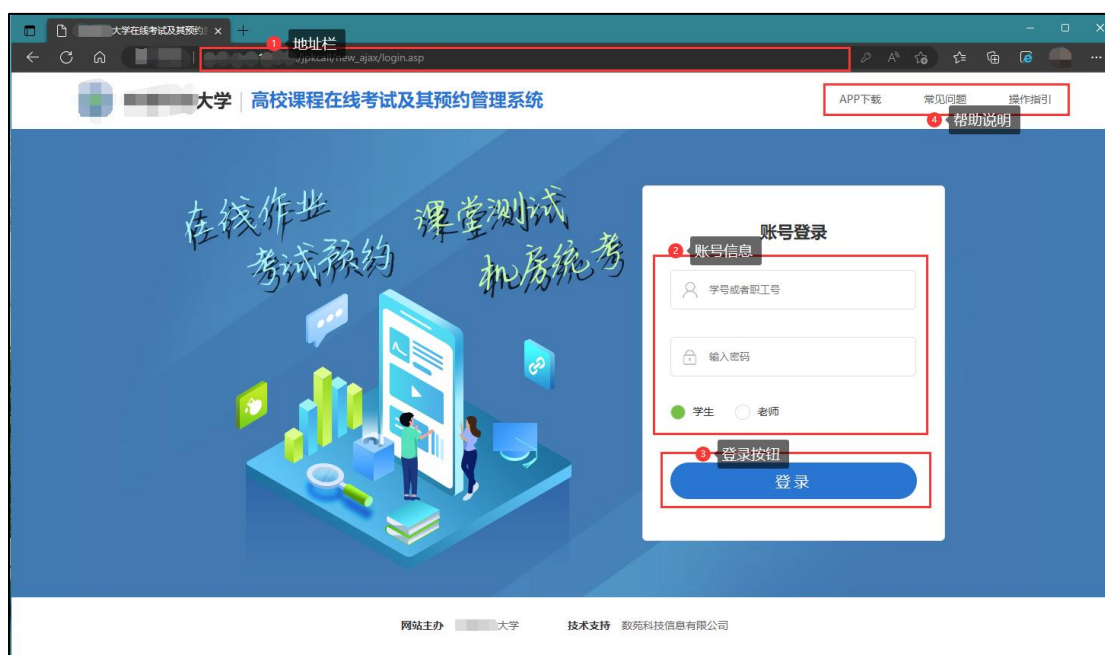 大学在线考试及其预约
1 地址栏
/jpkcall/new_ajax/login.asp
大学 高校课程在线考试及其预约管理系统
APP下载 常见问题 操作指引
4 帮助说明
在线作业 课堂测试
考试预约 机房统考
账号登录
2 账号信息
学号或者职工号
输入密码
学生 老师
3 登录按钮
登录
网站主办 大学 技术支持 数苑科技信息有限公司